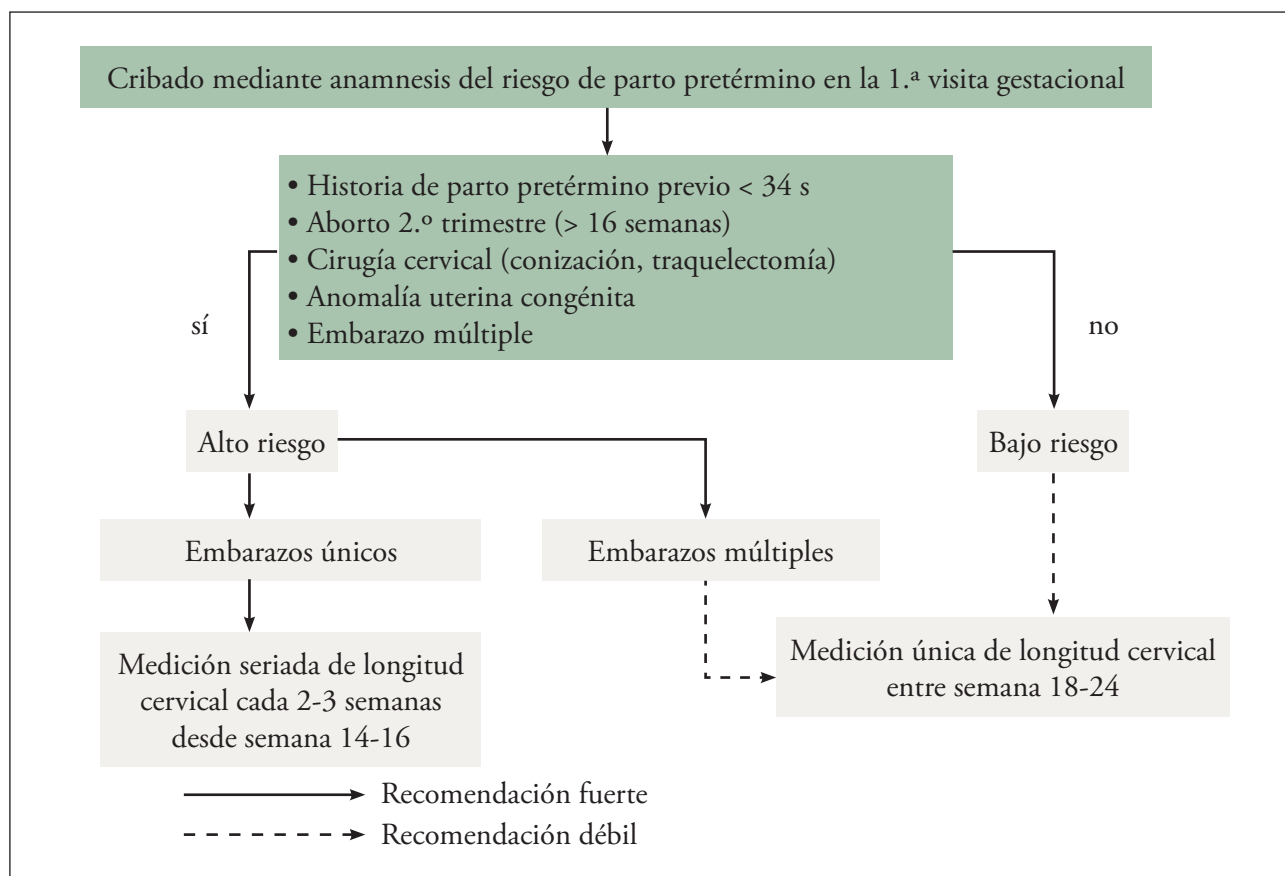 Cribado mediante anamnesis del riesgo de parto pretérmino en la 1.ª visita gestacional
• Historia de parto pretérmino previo < 34 s
• Aborto 2.º trimestre (> 16 semanas)
• Cirugía cervical (conización, traquelectomía)
• Anomalía uterina congénita
• Embarazo múltiple
sí
no
Alto riesgo
Bajo riesgo
Embarazos únicos
Embarazos múltiples
Medición seriada de longitud
cervical cada 2-3 semanas
desde semana 14-16
Medición única de longitud cervical
entre semana 18-24
Recomendación fuerte
Recomendación débil